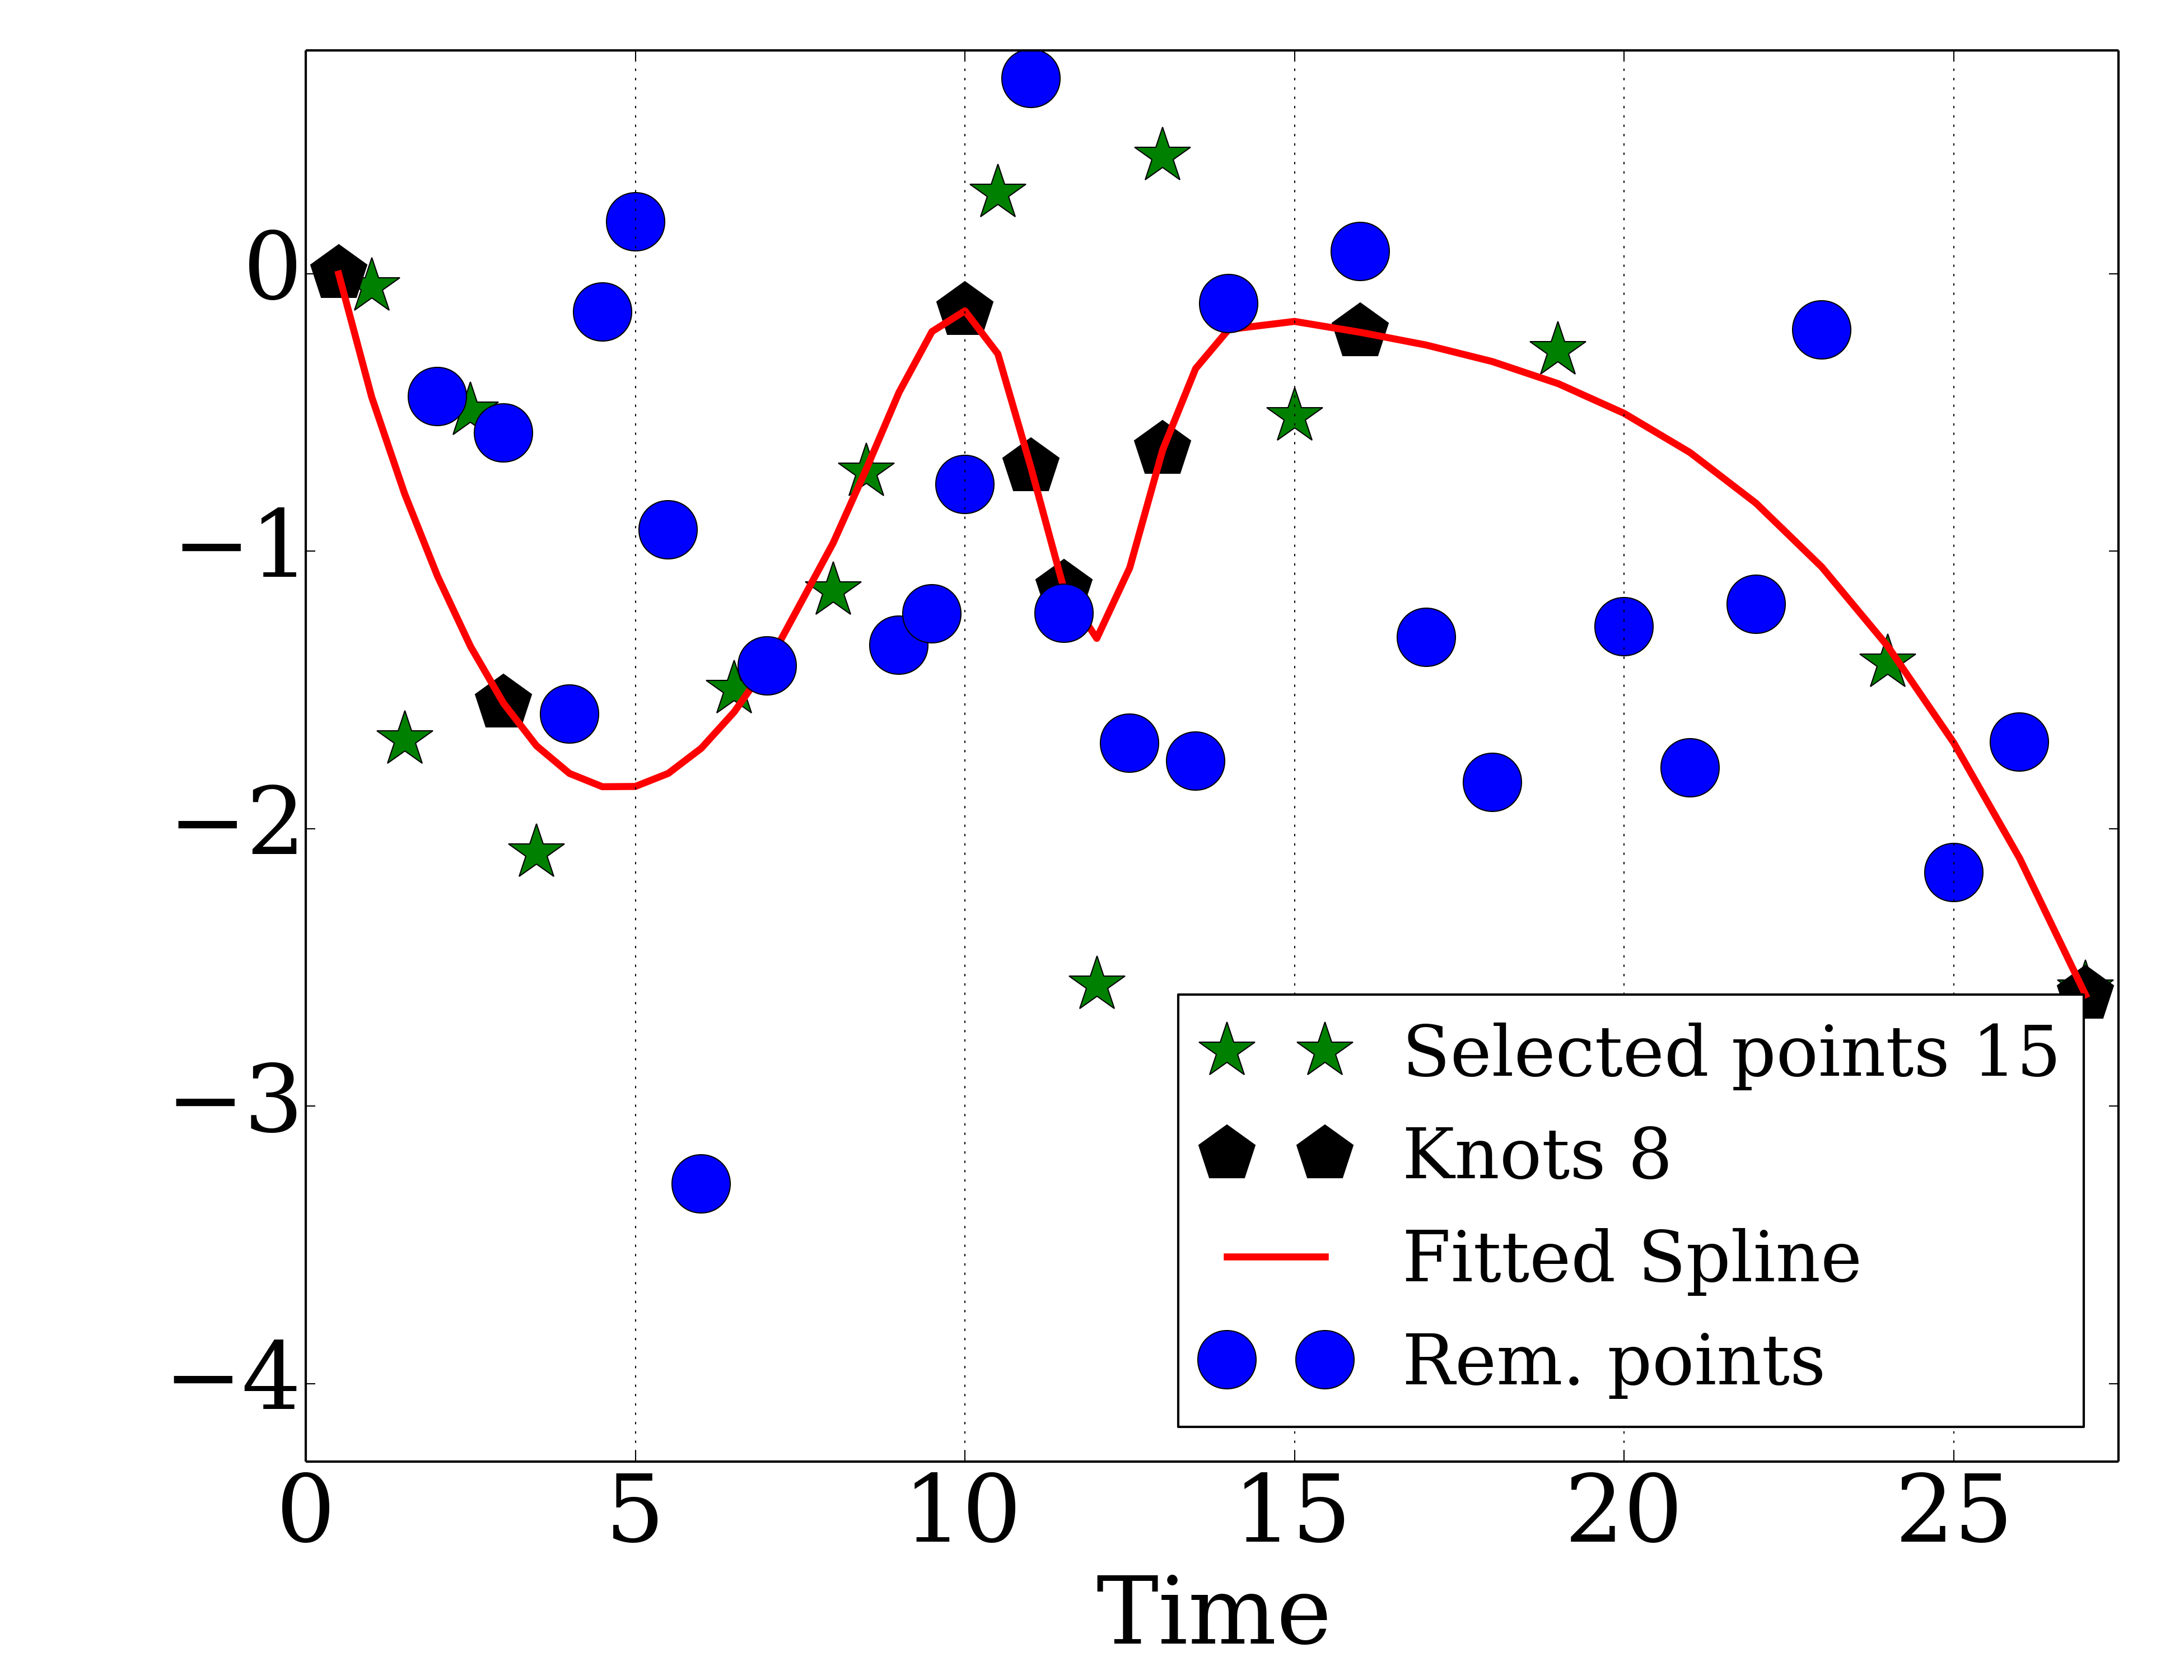 0
−1
−2
−3
−4
Selected points 15
Knots 8
Fitted Spline
Rem. points
0 5 10 15 20 25
Time